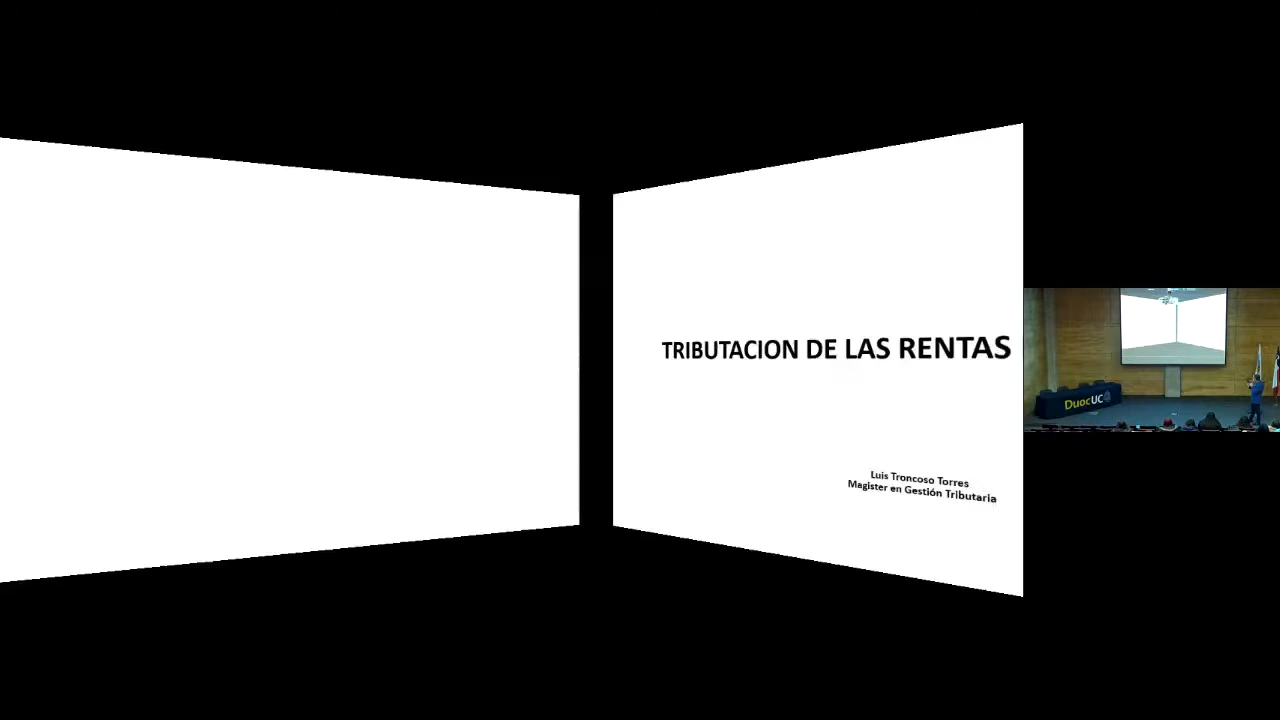 TRIBUTACION DE LAS RENTAS
Luis Troncoso Torres
Magister en Gestión Tributaria
DuocUC